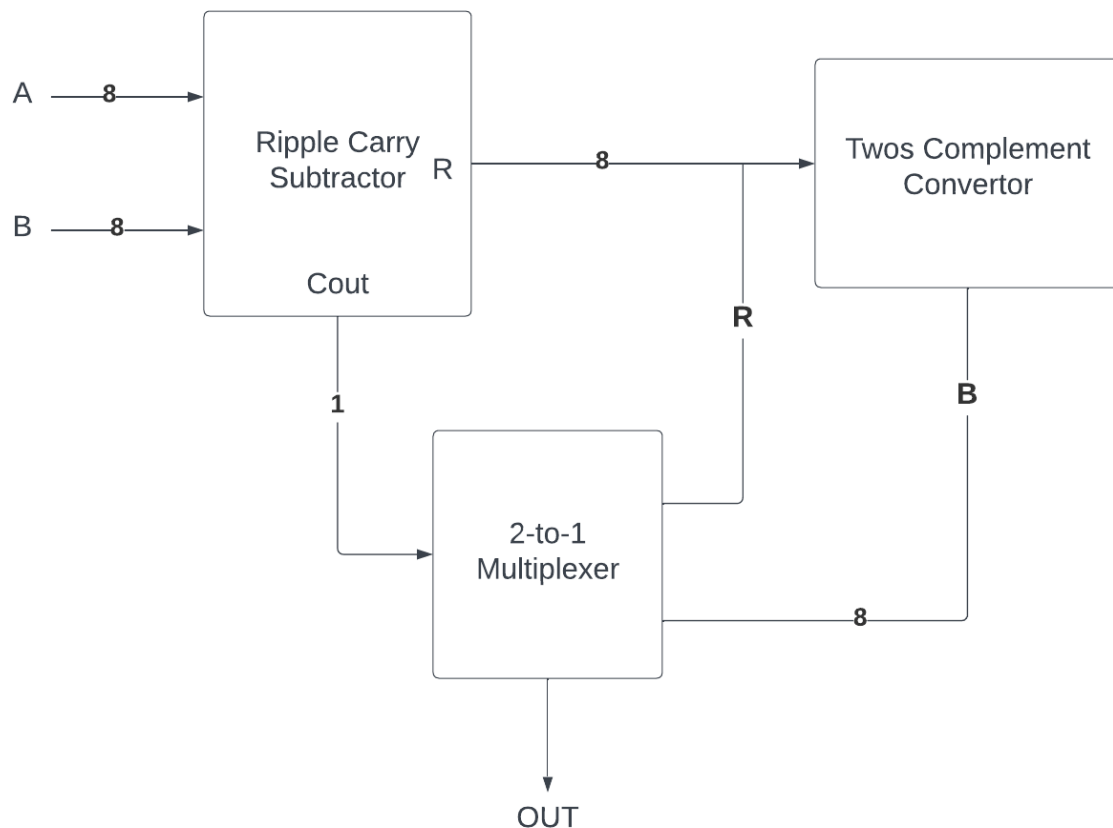 A
8
Ripple Carry
Subtractor
R
8
Twos Complement
Convertor
B
8
Cout
R
1
B
2-to-1
Multiplexer
8
OUT